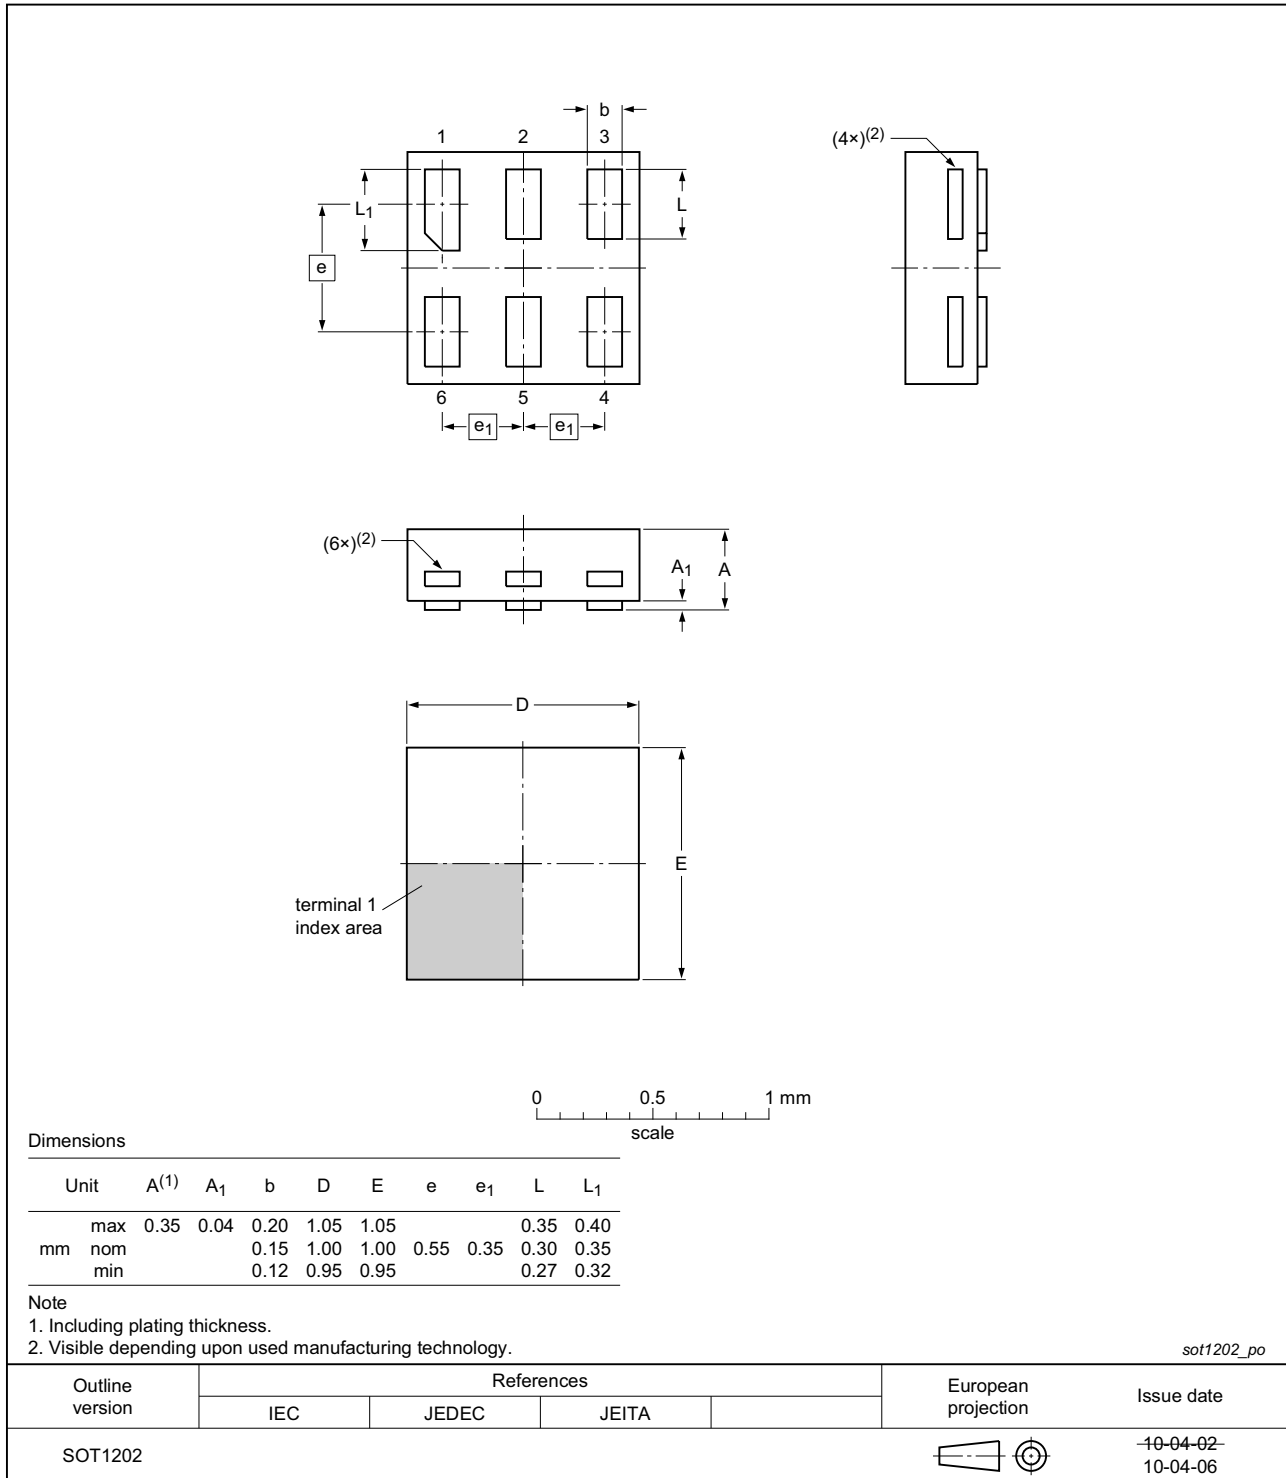 b
1 2 3
(4×)(2)
L1
L
e
6 5 4
e1 e1
(6×)(2)
A1 A
D
E
terminal 1
index area
0 0.5 1 mm
scale
Dimensions
Unit A(1) A1 b D E e e1 L L1
max 0.35 0.04 0.20 1.05 1.05 0.35 0.40
mm nom 0.15 1.00 1.00 0.55 0.35 0.30 0.35
min 0.12 0.95 0.95 0.27 0.32
Note
1. Including plating thickness.
2. Visible depending upon used manufacturing technology.
sot1202_po
Outline version References European projection Issue date
IEC JEDEC JEITA
SOT1202 10-04-02
10-04-06